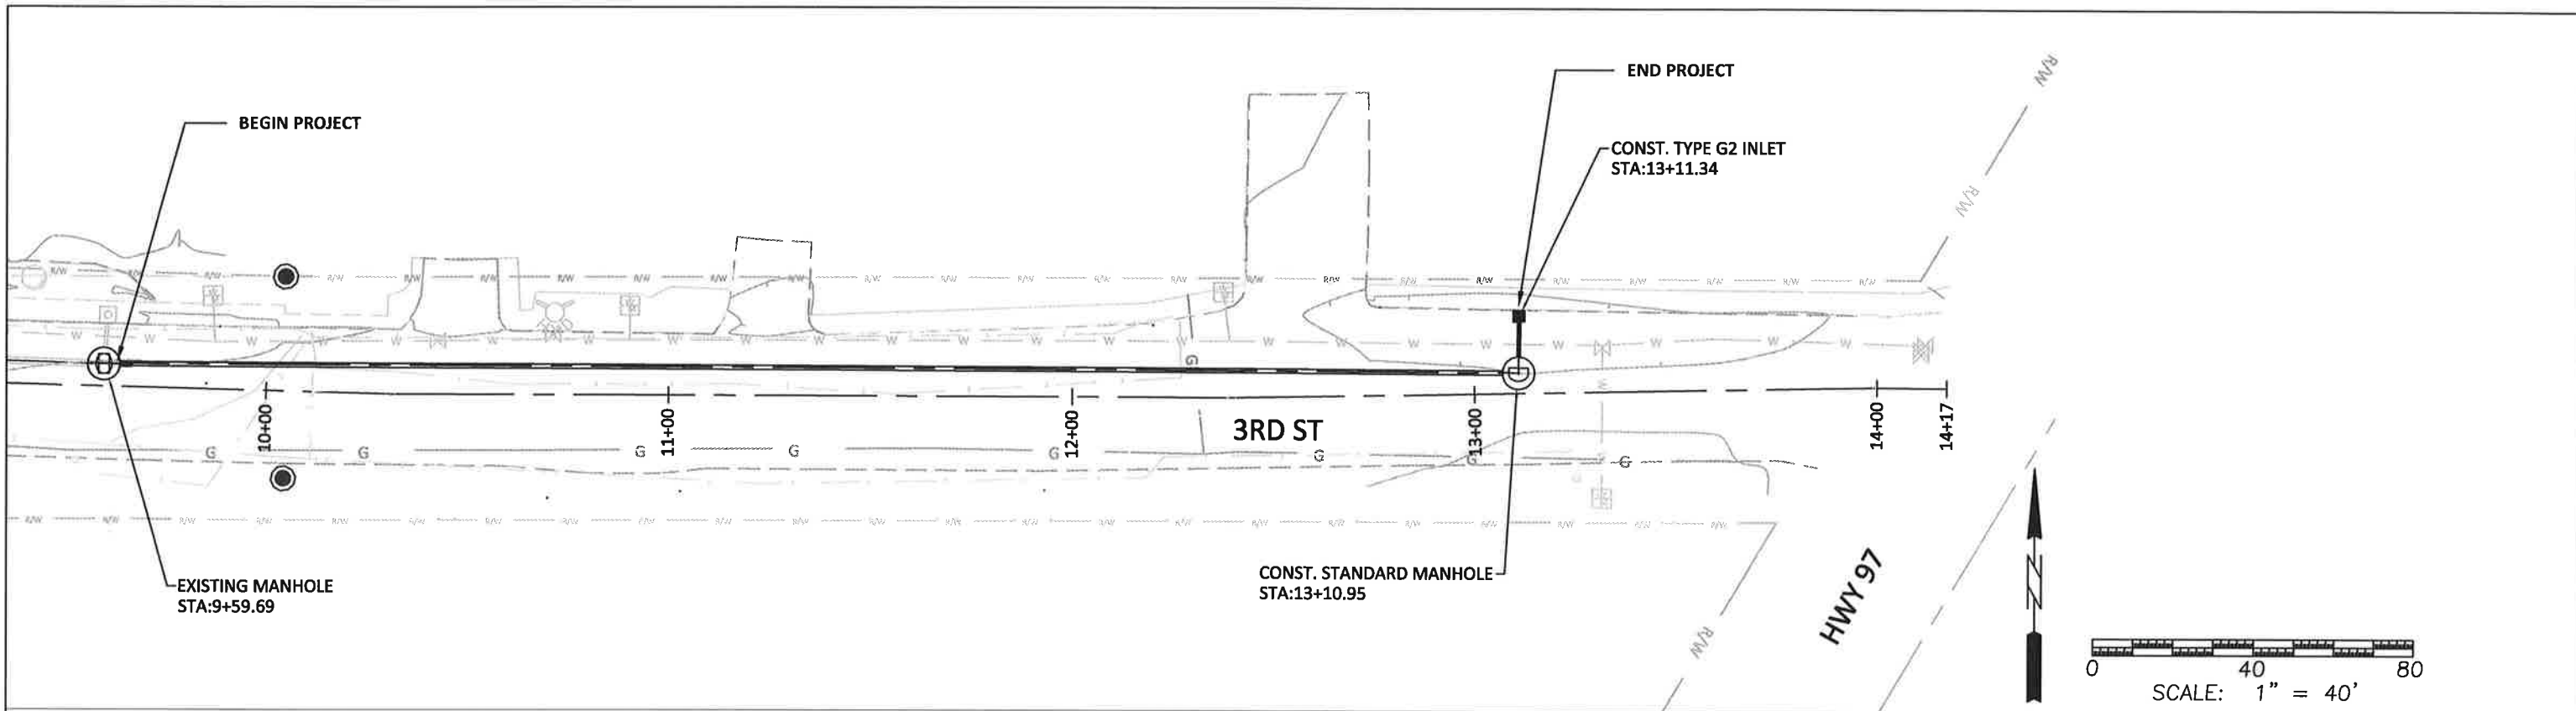 BEGIN PROJECT
END PROJECT
CONST. TYPE G2 INLET
STA:13+11.34
R/W
R/W
R/W R/W R/W R/W R/W R/W R/W R/W R/W R/W R/W R/W R/W R/W R/W R/W R/W R/W R/W R/W R/W R/W R/W R/W
W W W W W W W W W W W W W W W W W W W W W W
G
W
10+00
11+00
12+00
3RD ST
13+00
14+00
14+17
G G G G G G G G
R/W R/W R/W R/W R/W R/W R/W R/W R/W R/W R/W R/W R/W R/W R/W R/W R/W R/W R/W R/W R/W R/W R/W
EXISTING MANHOLE
STA:9+59.69
CONST. STANDARD MANHOLE
STA:13+10.95
R/W
HWY 97
N
0 40 80
SCALE: 1" = 40'